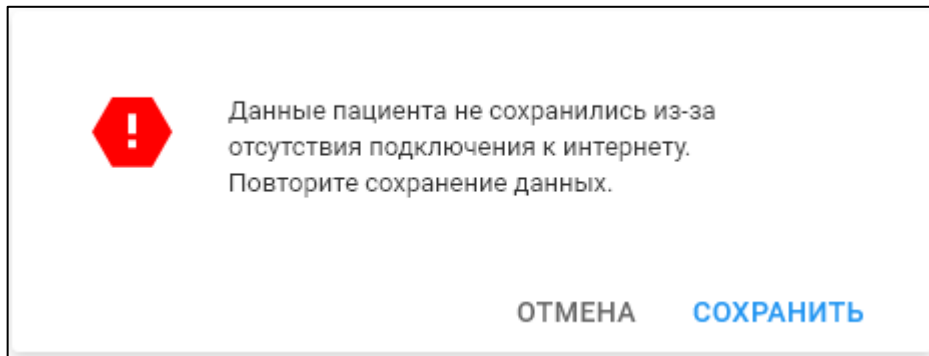 Данные пациента не сохранились из-за
отсутствия подключения к интернету.
Повторите сохранение данных.
ОТМЕНА СОХРАНИТЬ